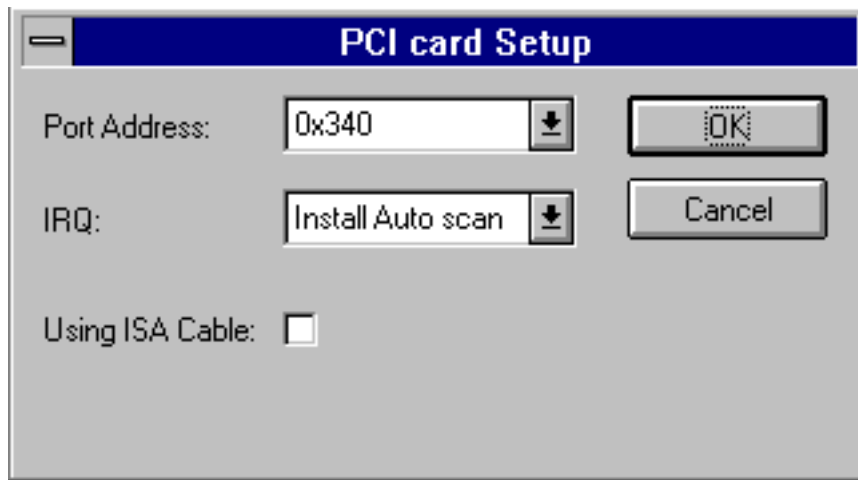 PCI card Setup
Port Address: 0x340 OK
IRQ: Install Auto scan Cancel
Using ISA Cable: